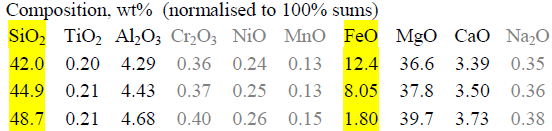 Composition, wt% (normalised to 100% sums)
SiO₂ TiO₂ Al₂O₃ Cr₂O₃ NiO MnO FeO MgO CaO Na₂O
42.0 0.20 4.29 0.36 0.24 0.13 12.4 36.6 3.39 0.35
44.9 0.21 4.43 0.37 0.25 0.13 8.05 37.8 3.50 0.36
48.7 0.21 4.68 0.40 0.26 0.15 1.80 39.7 3.73 0.38